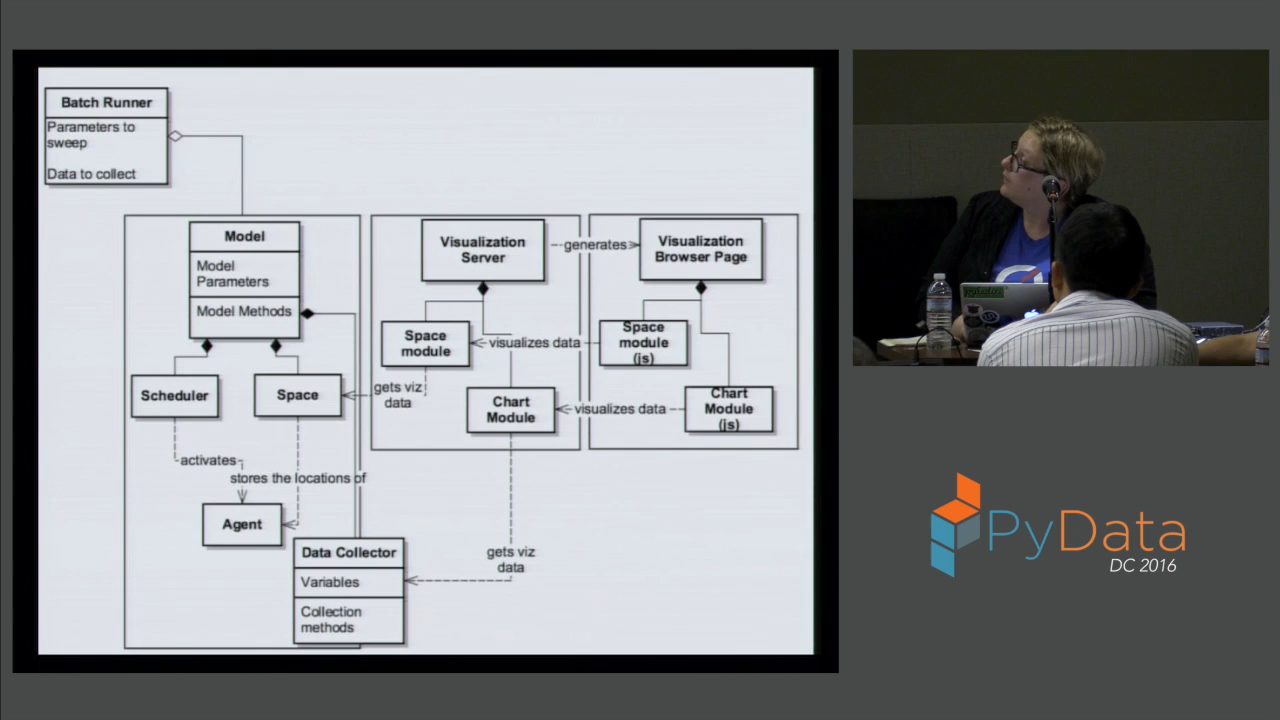 Batch Runner
Parameters to
sweep
Data to collect
Model
Model
Parameters
Model Methods
Scheduler
Space
activates
stores the locations of
Agent
Data Collector
Variables
Collection
methods
Visualization
Server
generates
Visualization
Browser Page
Space
module
visualizes data
Space
module
(js)
gets viz
data
Chart
Module
visualizes data
Chart
Module
(js)
gets viz
data
PyData
DC 2016